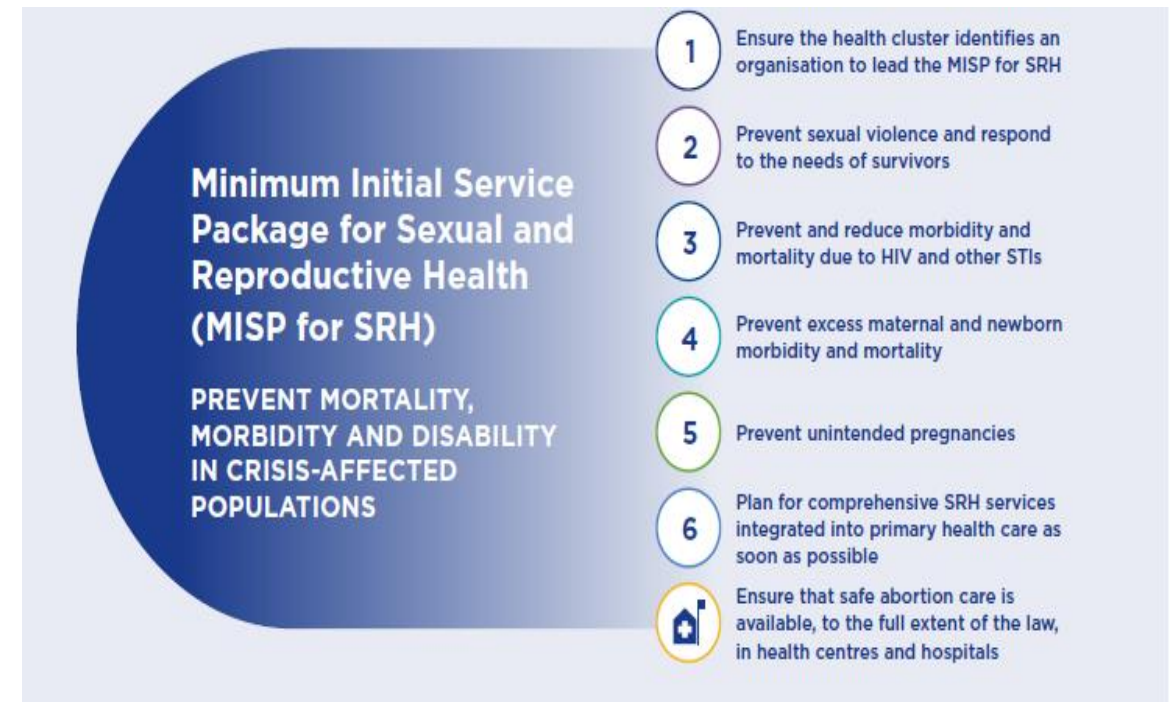 Minimum Initial Service
Package for Sexual and
Reproductive Health
(MISP for SRH)
PREVENT MORTALITY,
MORBIDITY AND DISABILITY
IN CRISIS-AFFECTED
POPULATIONS
1
Ensure the health cluster identifies an
organisation to lead the MISP for SRH
2
Prevent sexual violence and respond
to the needs of survivors
3
Prevent and reduce morbidity and
mortality due to HIV and other STIs
4
Prevent excess maternal and newborn
morbidity and mortality
5
Prevent unintended pregnancies
6
Plan for comprehensive SRH services
integrated into primary health care as
soon as possible
Ensure that safe abortion care is
available, to the full extent of the law,
in health centres and hospitals